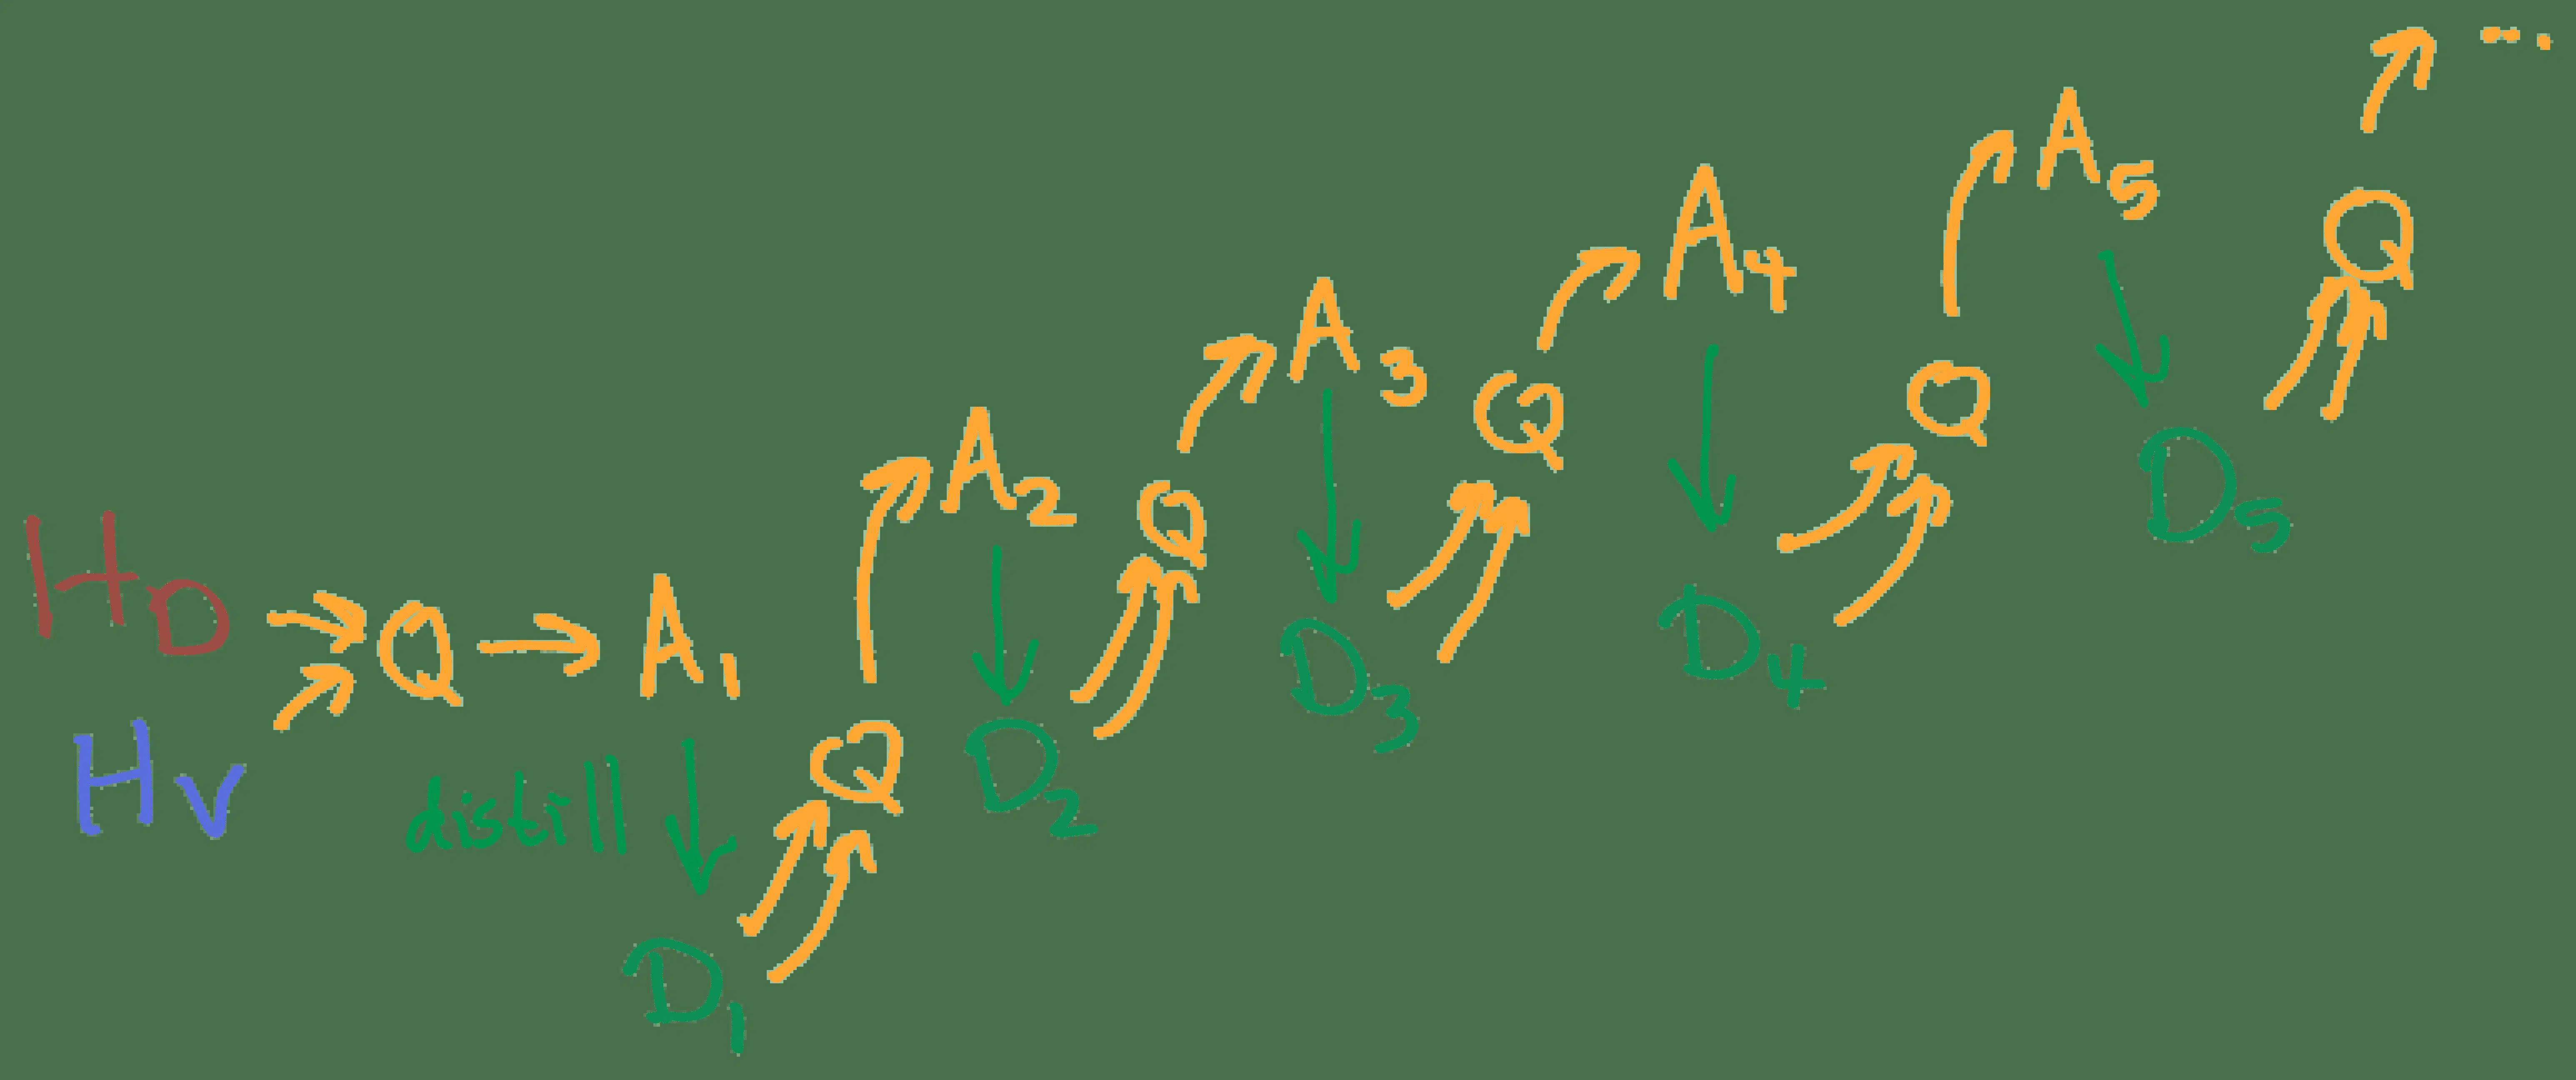 H_D → Q → A_1
H_V
distill
D_1
Q
A_2
D_2
Q
A_3
D_3
Q
A_4
D_4
Q
A_5
D_5
Q
...